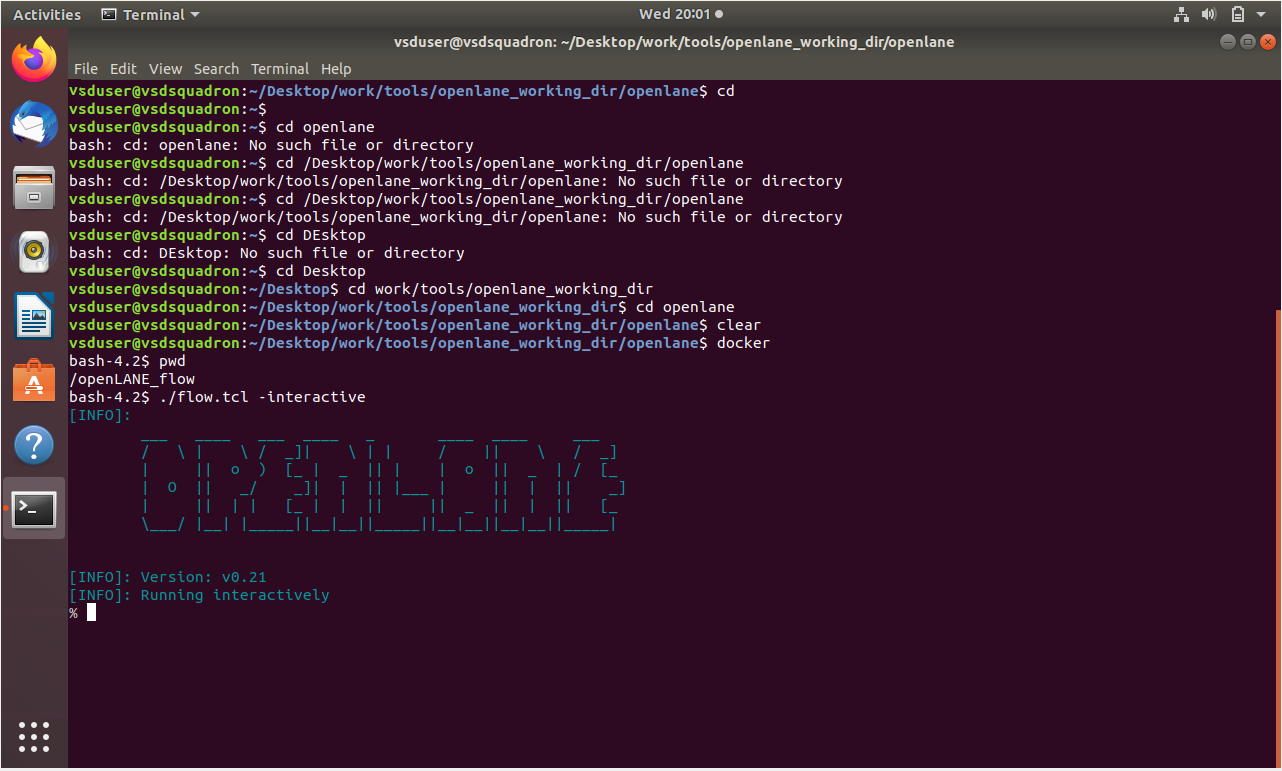 Activities Terminal Wed 20:01
vsduser@vsdsquadron: ~/Desktop/work/tools/openlane_working_dir/openlane
File Edit View Search Terminal Help
vsduser@vsdsquadron:~/Desktop/work/tools/openlane_working_dir/openlane$ cd
vsduser@vsdsquadron:~$
vsduser@vsdsquadron:~$ cd openlane
bash: cd: openlane: No such file or directory
vsduser@vsdsquadron:~$ cd /Desktop/work/tools/openlane_working_dir/openlane
bash: cd: /Desktop/work/tools/openlane_working_dir/openlane: No such file or directory
vsduser@vsdsquadron:~$ cd /Desktop/work/tools/openlane_working_dir/openlane
bash: cd: /Desktop/work/tools/openlane_working_dir/openlane: No such file or directory
vsduser@vsdsquadron:~$ cd DEsktop
bash: cd: DEsktop: No such file or directory
vsduser@vsdsquadron:~$ cd Desktop
vsduser@vsdsquadron:~/Desktop$ cd work/tools/openlane_working_dir
vsduser@vsdsquadron:~/Desktop/work/tools/openlane_working_dir$ cd openlane
vsduser@vsdsquadron:~/Desktop/work/tools/openlane_working_dir/openlane$ clear
vsduser@vsdsquadron:~/Desktop/work/tools/openlane_working_dir/openlane$ docker
bash-4.2$ pwd
/openLANE_flow
bash-4.2$ ./flow.tcl -interactive
[INFO]:
OPENLANE
[INFO]: Version: v0.21
[INFO]: Running interactively
%